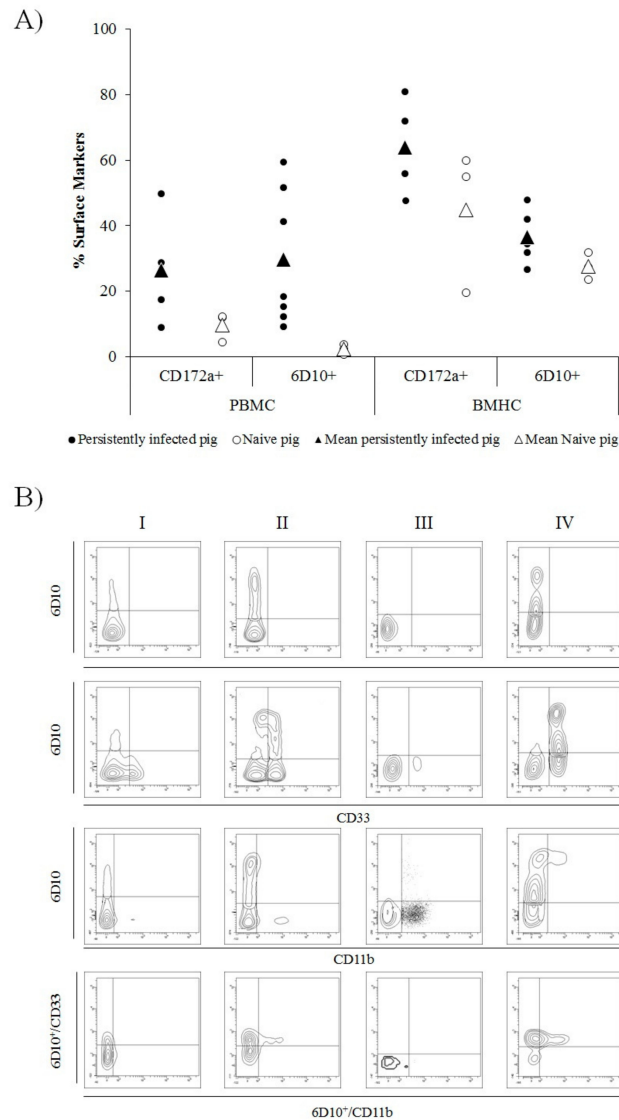 A)
100
80
60
40
20
0
% Surface Markers
CD172a+ 6D10+ CD172a+ 6D10+
PBMC BMHC
● Persistently infected pig ○ Naive pig ▲ Mean persistently infected pig △ Mean Naive pig
B)
I II III IV
6D10
6D10
CD33
6D10
CD11b
6D10⁺/CD33
6D10⁺/CD11b